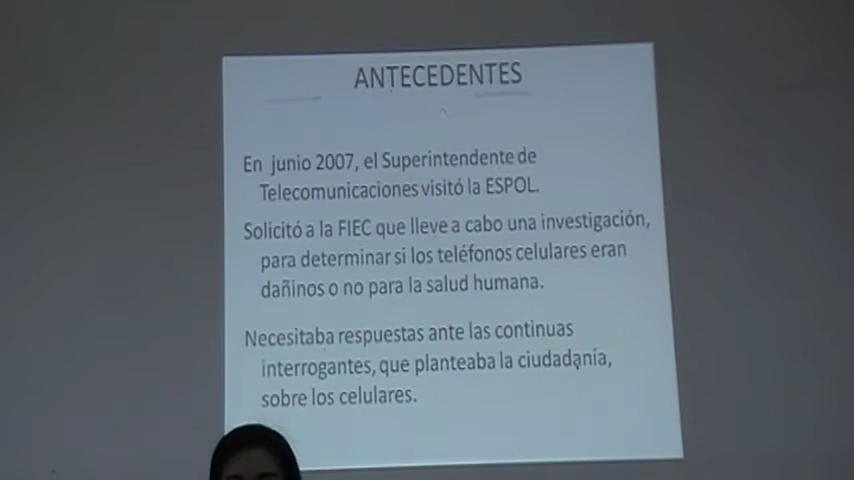 ANTECEDENTES
En junio 2007, el Superintendente de
Telecomunicaciones visitó la ESPOL.
Solicitó a la FIEC que lleve a cabo una investigación,
para determinar si los teléfonos celulares eran
dañinos o no para la salud humana.
Necesitaba respuestas ante las continuas
interrogantes, que planteaba la ciudadanía,
sobre los celulares.